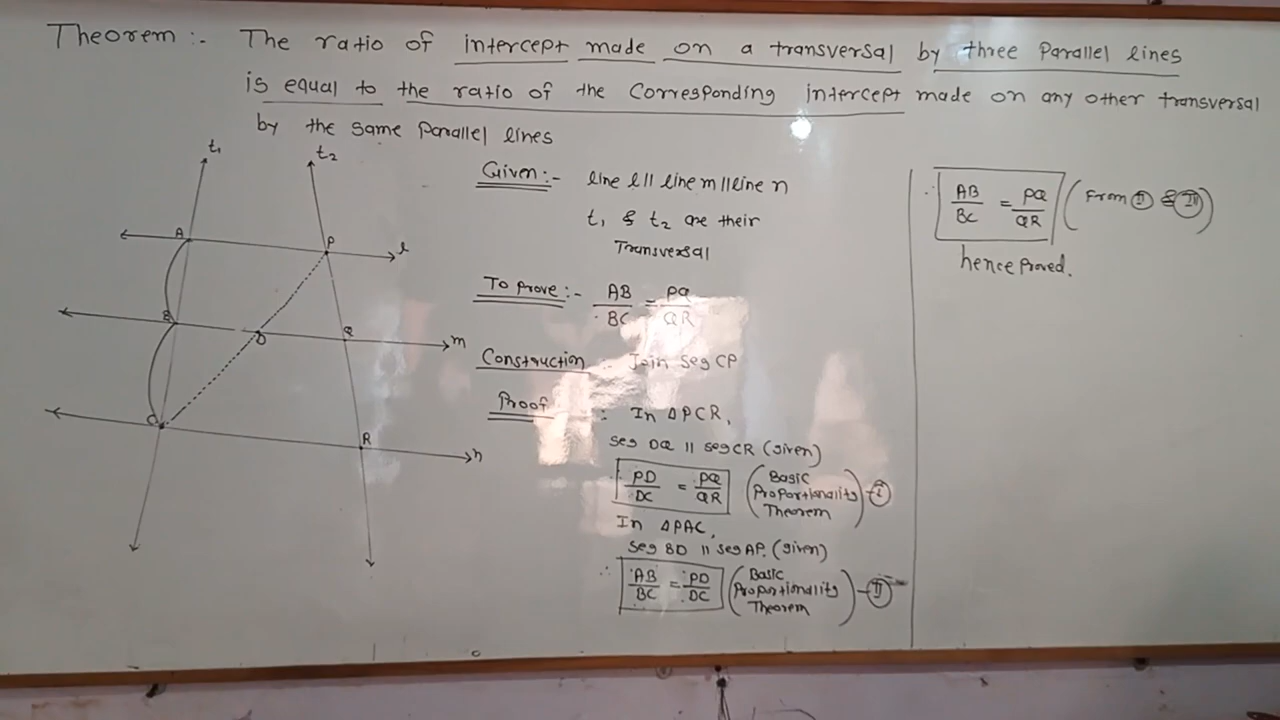 Theorem :- The ratio of intercept made on a transversal by three Parallel lines
is equal to the ratio of the Corresponding intercept made on any other transversal
by the same Parallel lines
t₁
t₂
A
P
l
B
D
Q
m
C
R
n
Given :- line l || line m || line n
t₁ & t₂ are their
Transversal
To prove :- AB/BC = PQ/QR
Construction : Join seg CP
Proof : In △PCR,
seg DQ || seg CR (given)
PD/DC = PQ/QR (Basic Proportionality Theorem) - I
In △PAC,
seg BD || seg AP. (given)
∴ AB/BC = PD/DC (Basic Proportionality Theorem) - II
∴ AB/BC = PQ/QR (From I & II)
hence Proved.